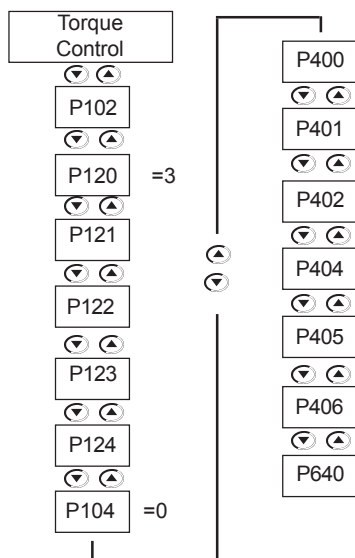 Torque
Control
P102
P120 =3
P121
P122
P123
P124
P104 =0
P400
P401
P402
P404
P405
P406
P640